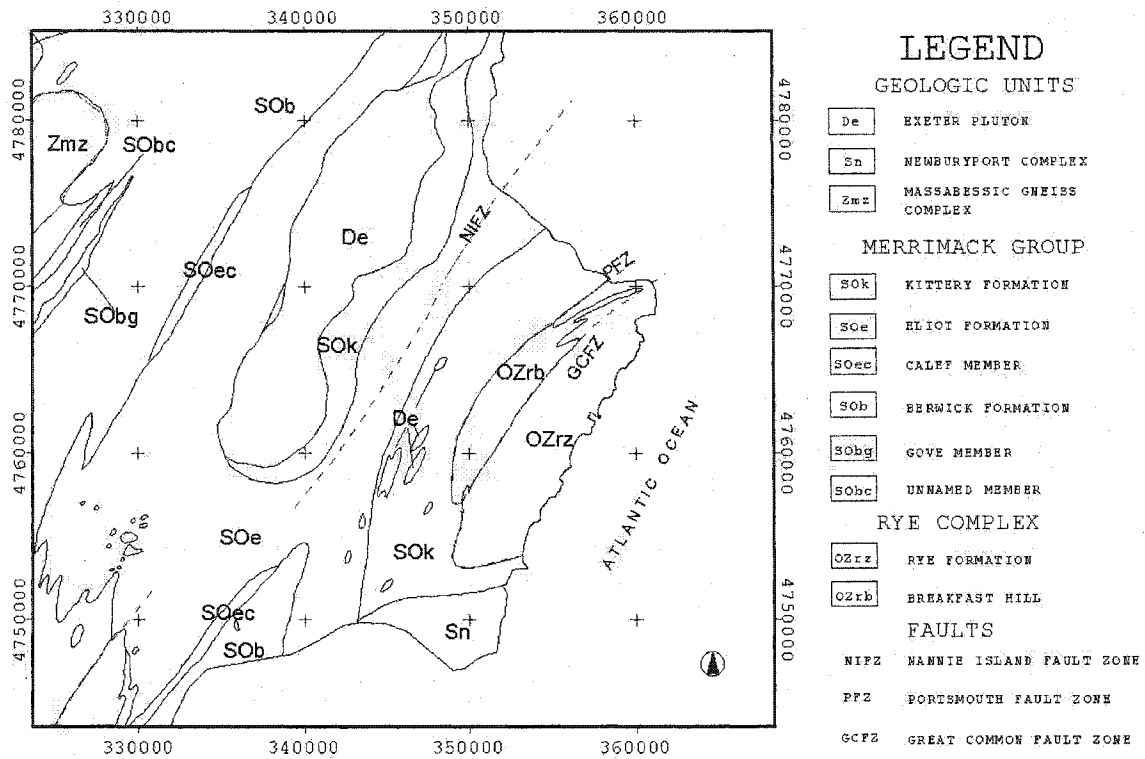 330000 340000 350000 360000
4780000
4770000
4760000
4750000
4780000
4770000
4760000
4750000
SOb
Zmz
SObc
De
NIFZ
SOec
PFZ
SObg
SOk
OZrb
GCFZ
De
OZrz
ATLANTIC OCEAN
SOe
SOk
SOec
SOb
Sn
330000 340000 350000 360000
LEGEND
GEOLOGIC UNITS
De EXETER PLUTON
Sn NEWBURYPORT COMPLEX
Zmz MASSABESSIC GNEISS
COMPLEX
MERRIMACK GROUP
SOk KITTERY FORMATION
SOe ELIOT FORMATION
SOec CALEF MEMBER
SOb BERWICK FORMATION
SObg GOVE MEMBER
SObc UNNAMED MEMBER
RYE COMPLEX
OZrz RYE FORMATION
OZrb BREAKFAST HILL
FAULTS
NIFZ NANNIE ISLAND FAULT ZONE
PFZ PORTSMOUTH FAULT ZONE
GCFZ GREAT COMMON FAULT ZONE